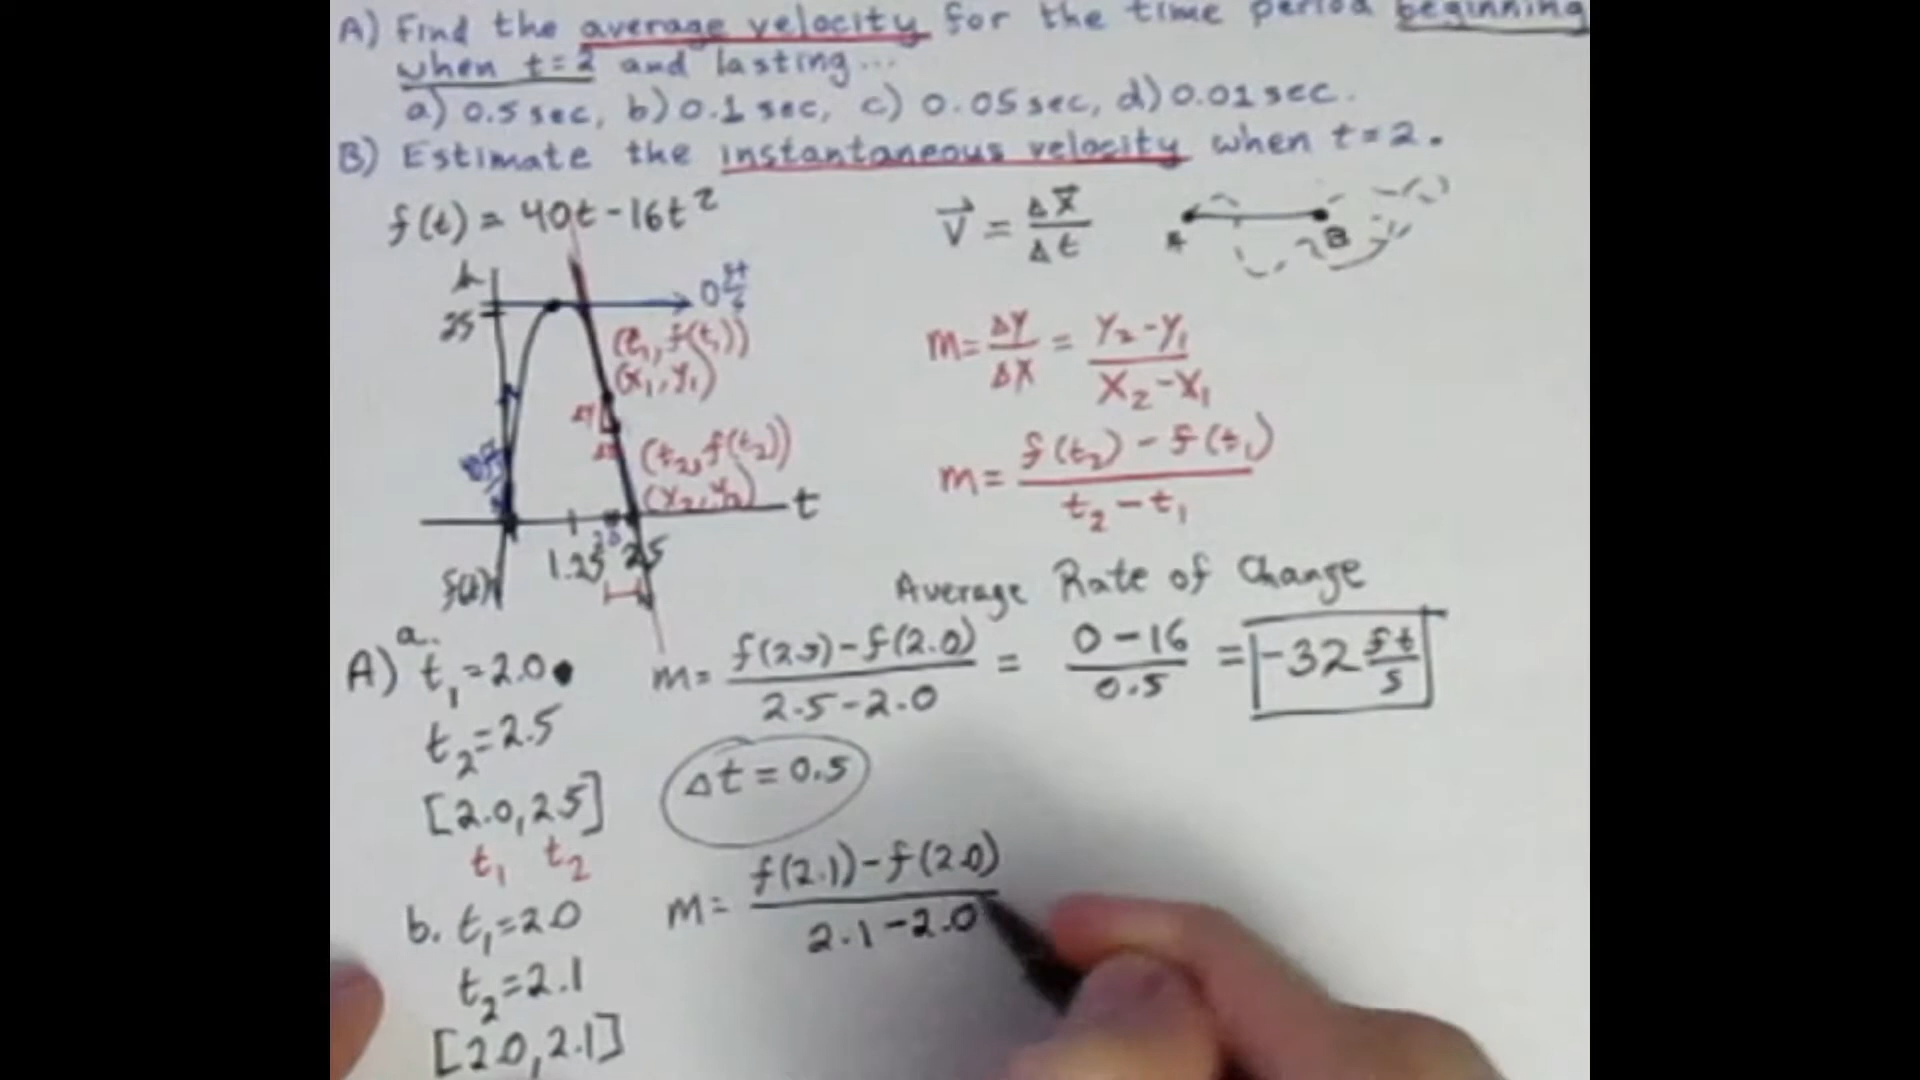 A) Find the average velocity for the time period beginning
when t=2 and lasting...
a) 0.5 sec, b) 0.1 sec, c) 0.05 sec, d) 0.01 sec.
B) Estimate the instantaneous velocity when t=2.
f(t) = 40t - 16t²
V⃗ = ΔX⃗/Δt
A B
h
25
0 ft/s
(t₁, f(t₁))
(x₁, y₁)
ΔY
(t₂, f(t₂))
(x₂, y₂)
t
1.25 2.5
f(t)
m = ΔY/ΔX = (Y₂-Y₁)/(X₂-X₁)
m = (f(t₂) - f(t₁))/(t₂ - t₁)
Average Rate of Change
A) a. t₁=2.0
t₂=2.5
[2.0, 2.5]
t₁ t₂
m = (f(2.5) - f(2.0))/(2.5 - 2.0) = (0 - 16)/0.5 = -32 ft/s
Δt = 0.5
b. t₁=2.0
t₂=2.1
[2.0, 2.1]
m = (f(2.1) - f(2.0))/(2.1 - 2.0)